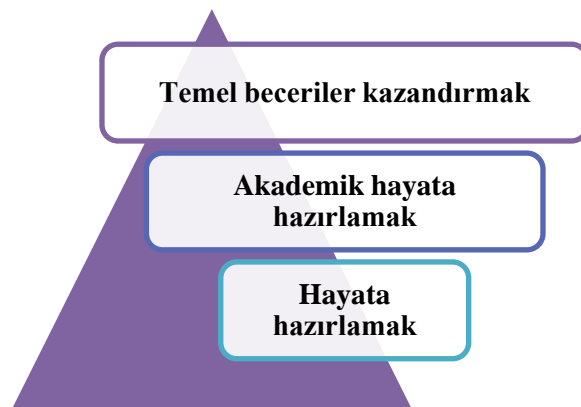 Temel beceriler kazandırmak
Akademik hayata
hazırlamak
Hayata
hazırlamak